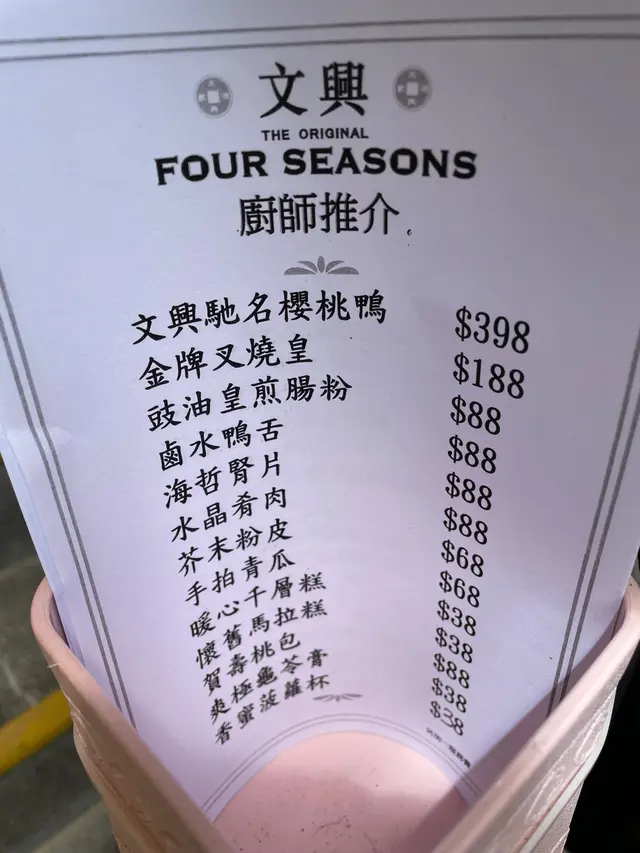 文興
THE ORIGINAL
FOUR SEASONS
廚師推介
文興馳名櫻桃鴨 $398
金牌叉燒皇 $188
豉油皇煎腸粉 $88
鹵水鴨舌 $88
海哲腎片 $88
水晶肴肉 $88
芥末粉皮 $68
手拍青瓜 $68
暖心千層糕 $38
懷舊馬拉糕 $38
賀壽桃包 $88
爽極龜苓膏 $38
香蜜菠蘿杯 $38